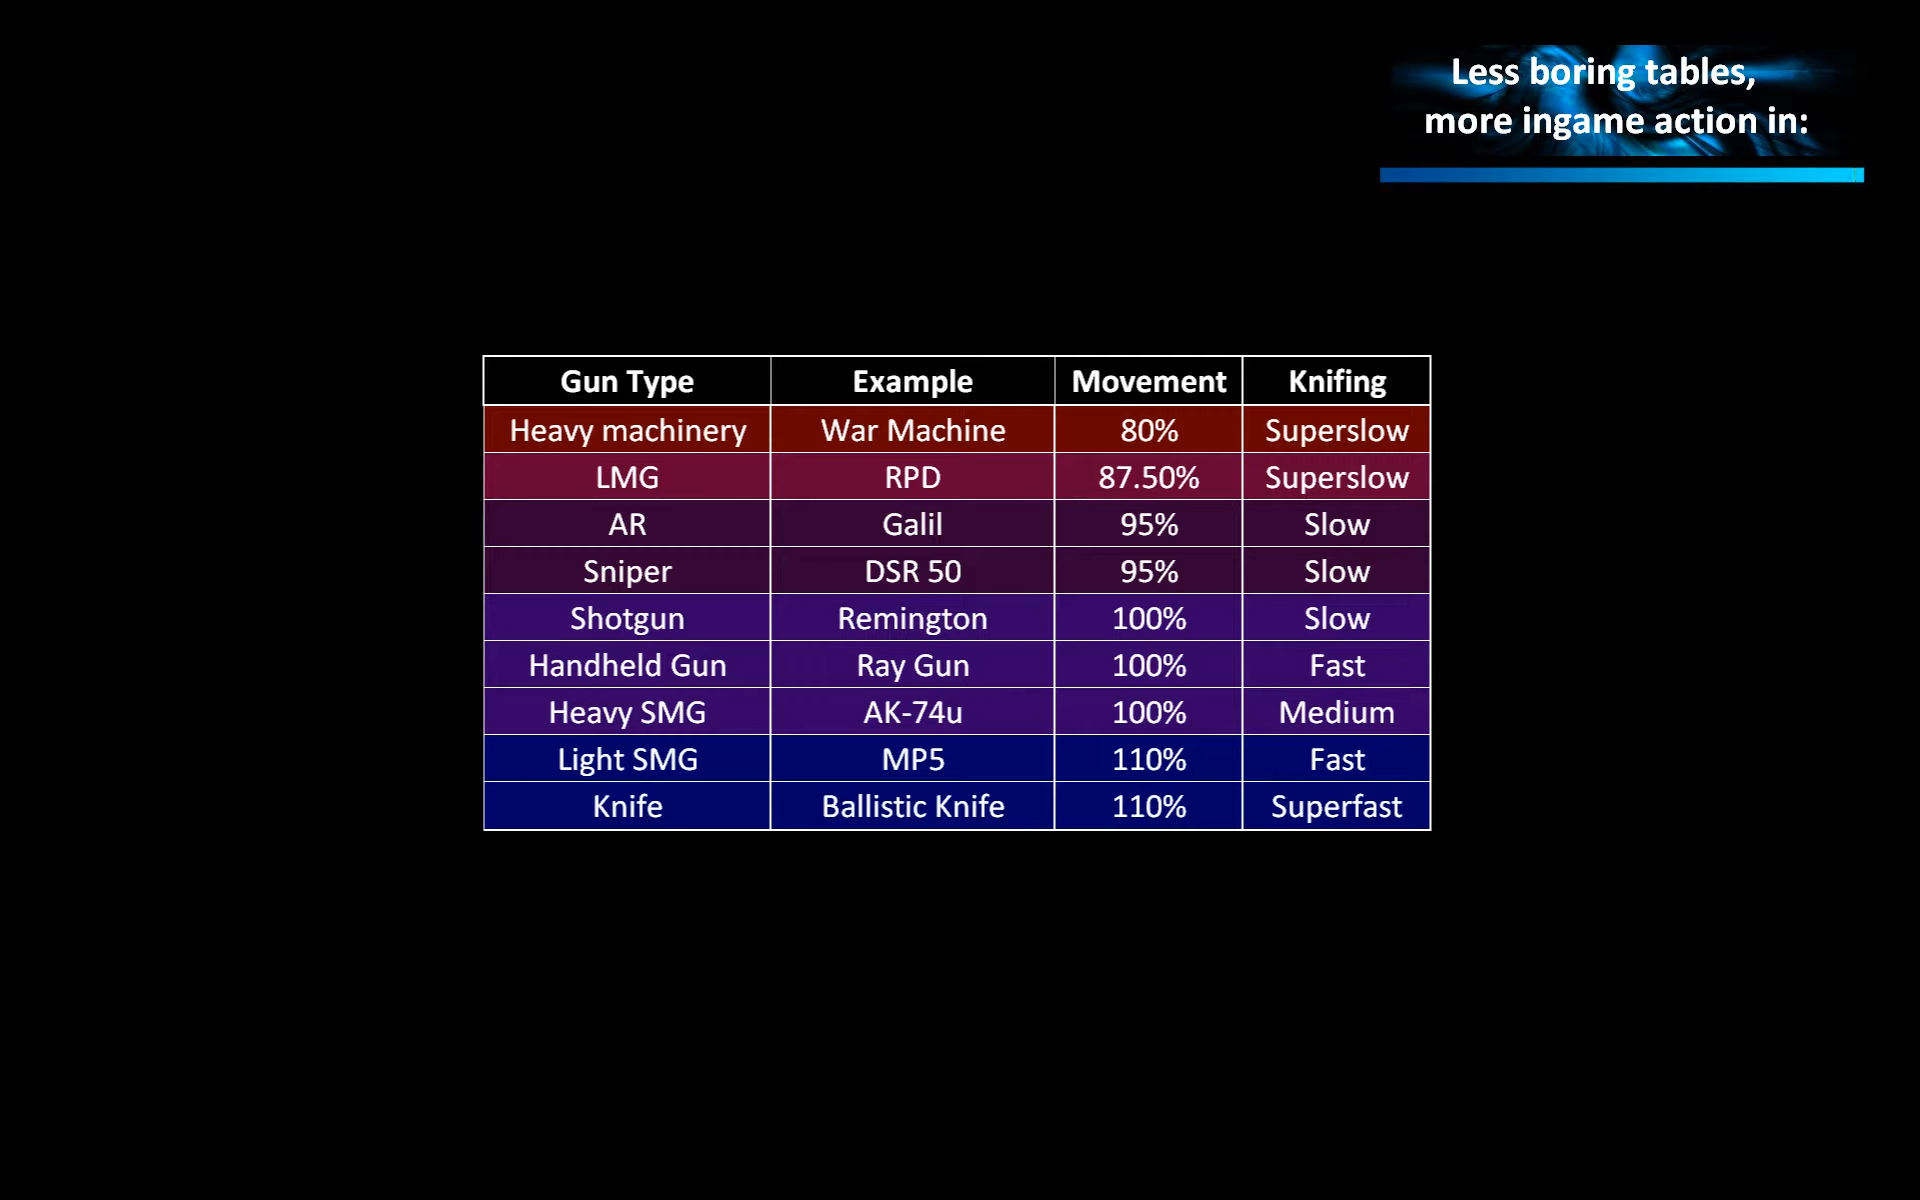 Less boring tables,
more ingame action in:
Gun Type Example Movement Knifing
Heavy machinery War Machine 80% Superslow
LMG RPD 87.50% Superslow
AR Galil 95% Slow
Sniper DSR 50 95% Slow
Shotgun Remington 100% Slow
Handheld Gun Ray Gun 100% Fast
Heavy SMG AK-74u 100% Medium
Light SMG MP5 110% Fast
Knife Ballistic Knife 110% Superfast